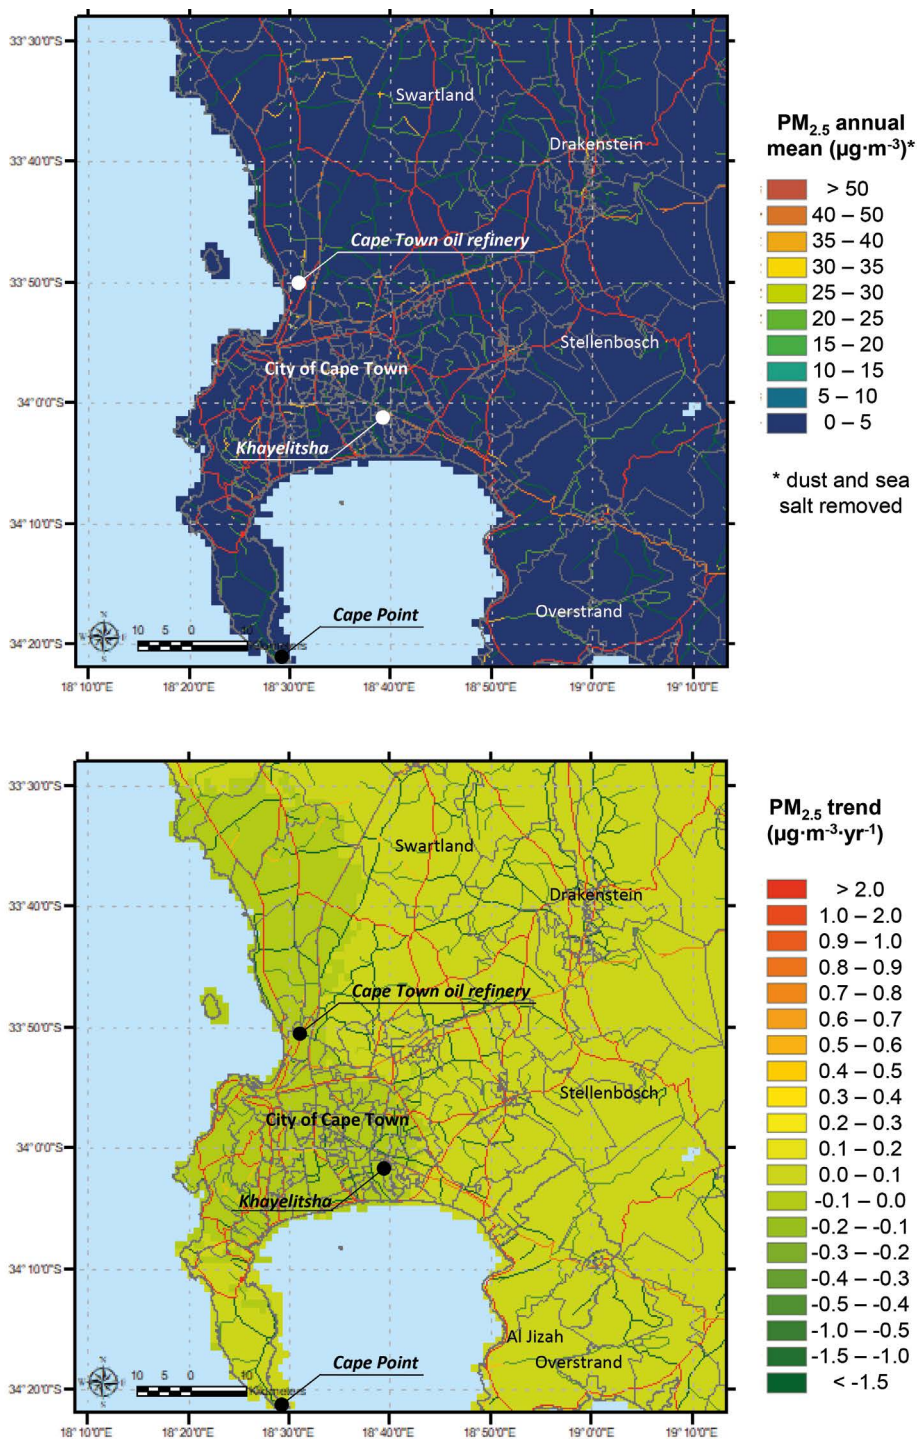 33°30'0"S
Swartland
Drakenstein
33°40'0"S
Cape Town oil refinery
33°50'0"S
Stellenbosch
City of Cape Town
34°0'0"S
Khayelitsha
34°10'0"S
Overstrand
Cape Point
10 5 0 10
34°20'0"S
18°10'0"E 18°20'0"E 18°30'0"E 18°40'0"E 18°50'0"E 19°0'0"E 19°10'0"E
PM2.5 annual
mean (µg·m-3)*
> 50
40 – 50
35 – 40
30 – 35
25 – 30
20 – 25
15 – 20
10 – 15
5 – 10
0 – 5
* dust and sea
salt removed
33°30'0"S
Swartland
Drakenstein
33°40'0"S
Cape Town oil refinery
33°50'0"S
Stellenbosch
City of Cape Town
34°0'0"S
Khayelitsha
34°10'0"S
Al Jizah
Overstrand
Cape Point
10 5 0 10
Kilometers
34°20'0"S
18°10'0"E 18°20'0"E 18°30'0"E 18°40'0"E 18°50'0"E 19°0'0"E 19°10'0"E
PM2.5 trend
(µg·m-3·yr-1)
> 2.0
1.0 – 2.0
0.9 – 1.0
0.8 – 0.9
0.7 – 0.8
0.6 – 0.7
0.5 – 0.6
0.4 – 0.5
0.3 – 0.4
0.2 – 0.3
0.1 – 0.2
0.0 – 0.1
-0.1 – 0.0
-0.2 – -0.1
-0.3 – -0.2
-0.4 – -0.3
-0.5 – -0.4
-1.0 – -0.5
-1.5 – -1.0
< -1.5